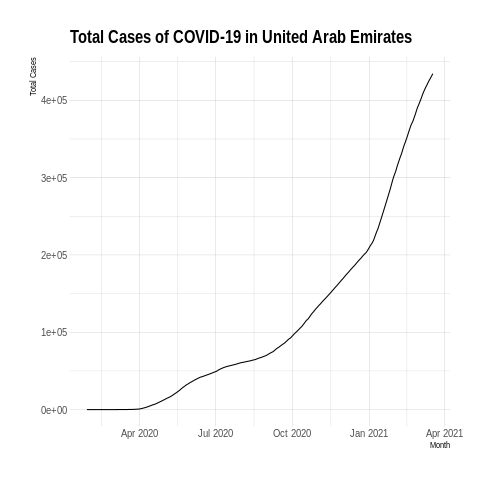 Total Cases of COVID-19 in United Arab Emirates
Total Cases
4e+05
3e+05
2e+05
1e+05
0e+00
Apr 2020 Jul 2020 Oct 2020 Jan 2021 Apr 2021
Month